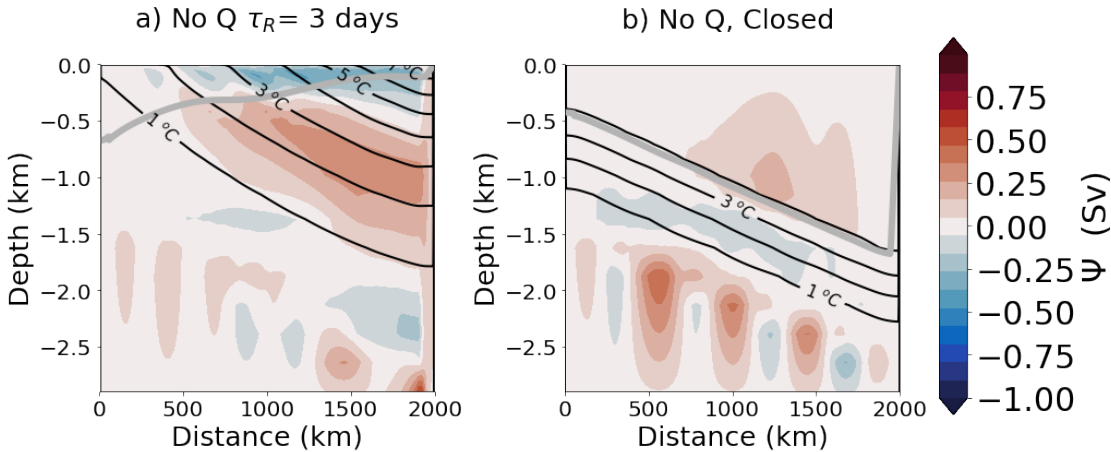 a) No Q τR= 3 days
b) No Q, Closed
0.0
−0.5
−1.0
−1.5
−2.0
−2.5
Depth (km)
0
500
1000
1500
2000
Distance (km)
1 °C
3 °C
5 °C
0.0
−0.5
−1.0
−1.5
−2.0
−2.5
Depth (km)
0
500
1000
1500
2000
Distance (km)
3 °C
1 °C
0.75
0.50
0.25
0.00
−0.25
−0.50
−0.75
−1.00
Ψ (Sv)